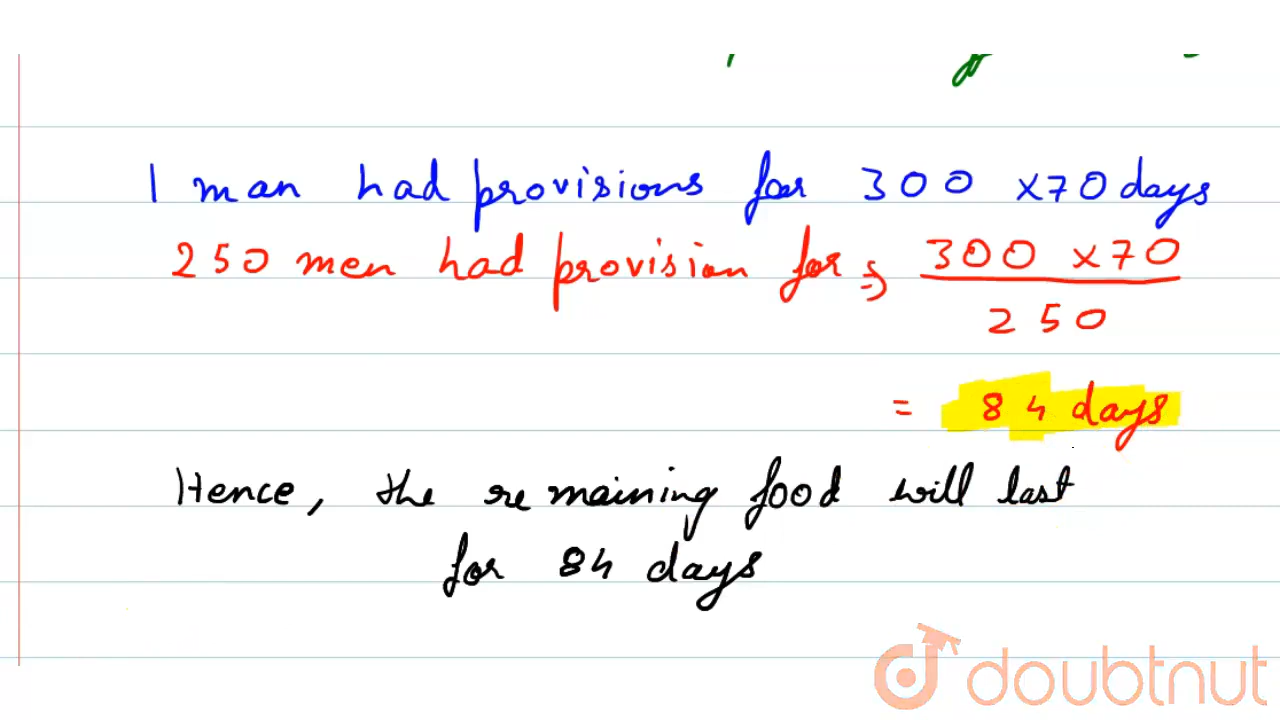 1 man had provisions for 300 x70 days
250 men had provision for ⇒ 300 x70
250
= 84 days
Hence, the remaining food will last
for 84 days
doubtnut